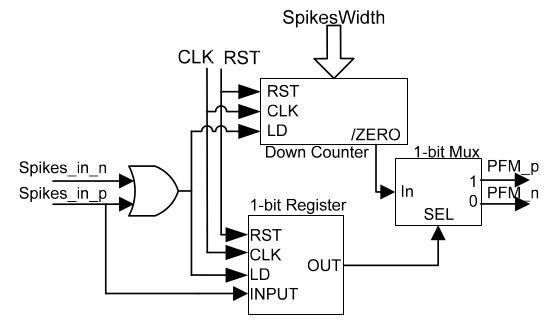 SpikesWidth
CLK RST
RST
CLK
LD
/ZERO
Down Counter
1-bit Mux
Spikes_in_n
Spikes_in_p
PFM_p
In
1
0
PFM_n
SEL
1-bit Register
RST
CLK
LD
INPUT
OUT